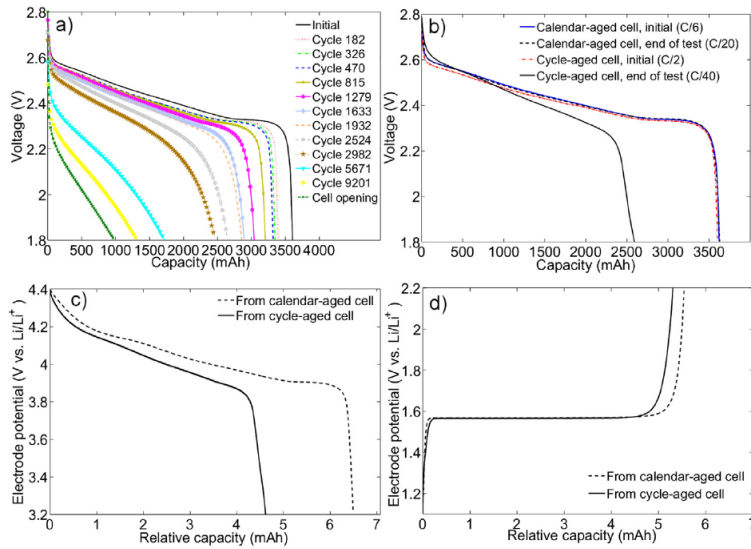 a)
Initial
Cycle 182
Cycle 326
Cycle 470
Cycle 815
Cycle 1279
Cycle 1633
Cycle 1932
Cycle 2524
Cycle 2982
Cycle 5671
Cycle 9201
Cell opening
2.8
2.6
2.4
2.2
2
1.8
Voltage (V)
0 500 1000 1500 2000 2500 3000 3500 4000
Capacity (mAh)
b)
Calendar-aged cell, initial (C/6)
Calendar-aged cell, end of test (C/20)
Cycle-aged cell, initial (C/2)
Cycle-aged cell, end of test (C/40)
2.8
2.6
2.4
2.2
2
1.8
Voltage (V)
0 500 1000 1500 2000 2500 3000 3500
Capacity (mAh)
c)
From calendar-aged cell
From cycle-aged cell
4.4
4.2
4.0
3.8
3.6
3.4
3.2
Electrode potential (V vs. Li/Li+)
0 1 2 3 4 5 6 7
Relative capacity (mAh)
d)
2.2
2.0
1.8
1.6
1.4
1.2
Electrode potential (V vs. Li/Li+)
From calendar-aged cell
From cycle-aged cell
0 1 2 3 4 5 6 7
Relative capacity (mAh)